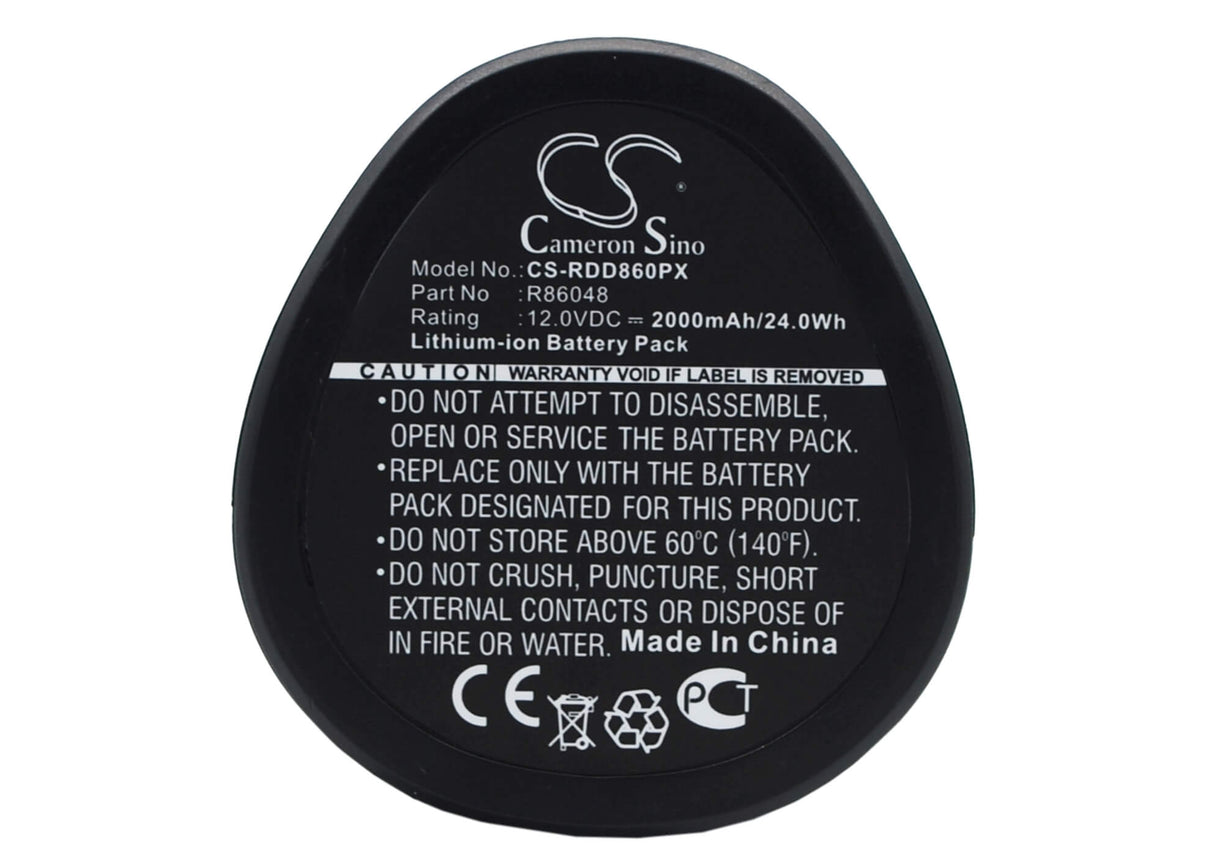 CS ®
Cameron Sino
Model No.: CS-RDD860PX
Part No : R86048
Rating : 12.0VDC ⎓ 2000mAh/24.0Wh
Lithium-ion Battery Pack
CAUTION | WARRANTY VOID IF LABEL IS REMOVED
•DO NOT ATTEMPT TO DISASSEMBLE,
OPEN OR SERVICE THE BATTERY PACK.
•REPLACE ONLY WITH THE BATTERY
PACK DESIGNATED FOR THIS PRODUCT.
•DO NOT STORE ABOVE 60°C (140°F).
•DO NOT CRUSH, PUNCTURE, SHORT
EXTERNAL CONTACTS OR DISPOSE OF
IN FIRE OR WATER. Made In China
CE PCT